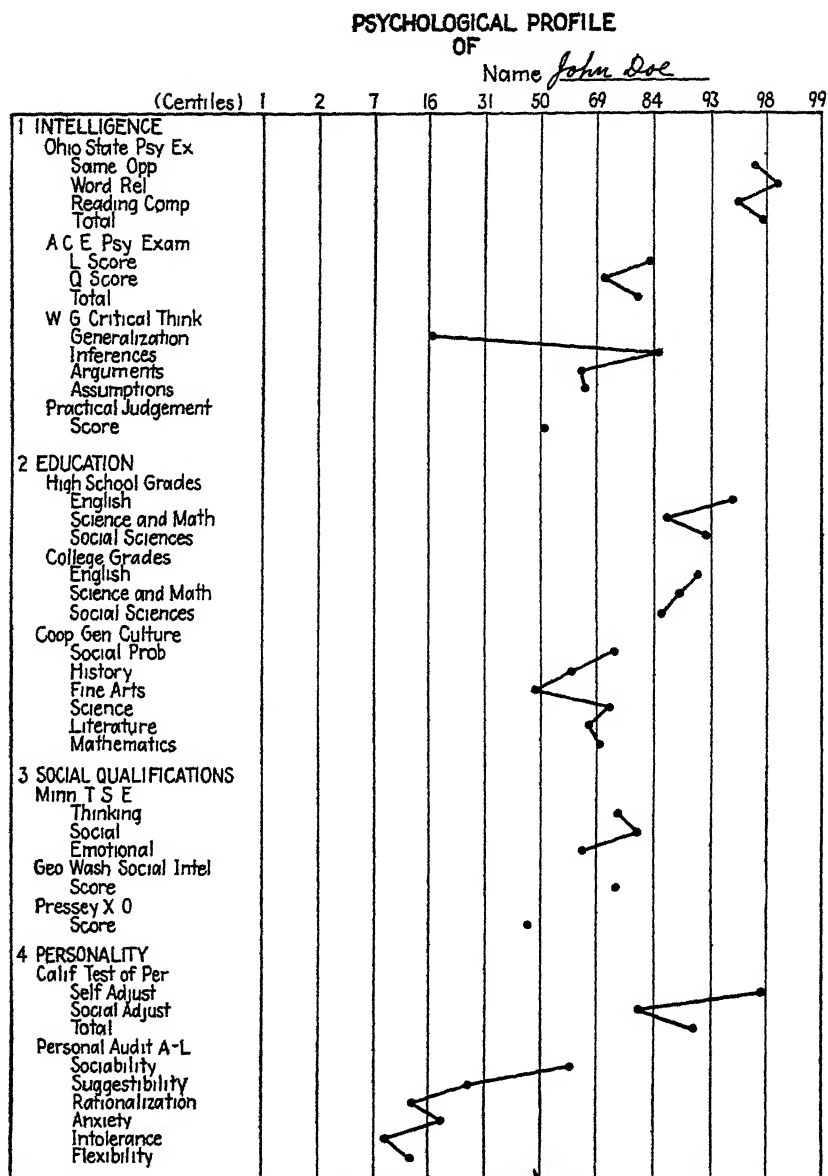 PSYCHOLOGICAL PROFILE
OF
Name John Doe
(Centiles) 1 2 7 16 31 50 69 84 93 98 99
1 INTELLIGENCE
Ohio State Psy Ex
Same Opp
Word Rel
Reading Comp
Total
A C E Psy Exam
L Score
Q Score
Total
W G Critical Think
Generalization
Inferences
Arguments
Assumptions
Practical Judgement
Score
2 EDUCATION
High School Grades
English
Science and Math
Social Sciences
College Grades
English
Science and Math
Social Sciences
Coop Gen Culture
Social Prob
History
Fine Arts
Science
Literature
Mathematics
3 SOCIAL QUALIFICATIONS
Minn T S E
Thinking
Social
Emotional
Geo Wash Social Intel
Score
Pressey X O
Score
4 PERSONALITY
Calif Test of Per
Self Adjust
Social Adjust
Total
Personal Audit A-L
Sociability
Suggestibility
Rationalization
Anxiety
Intolerance
Flexibility